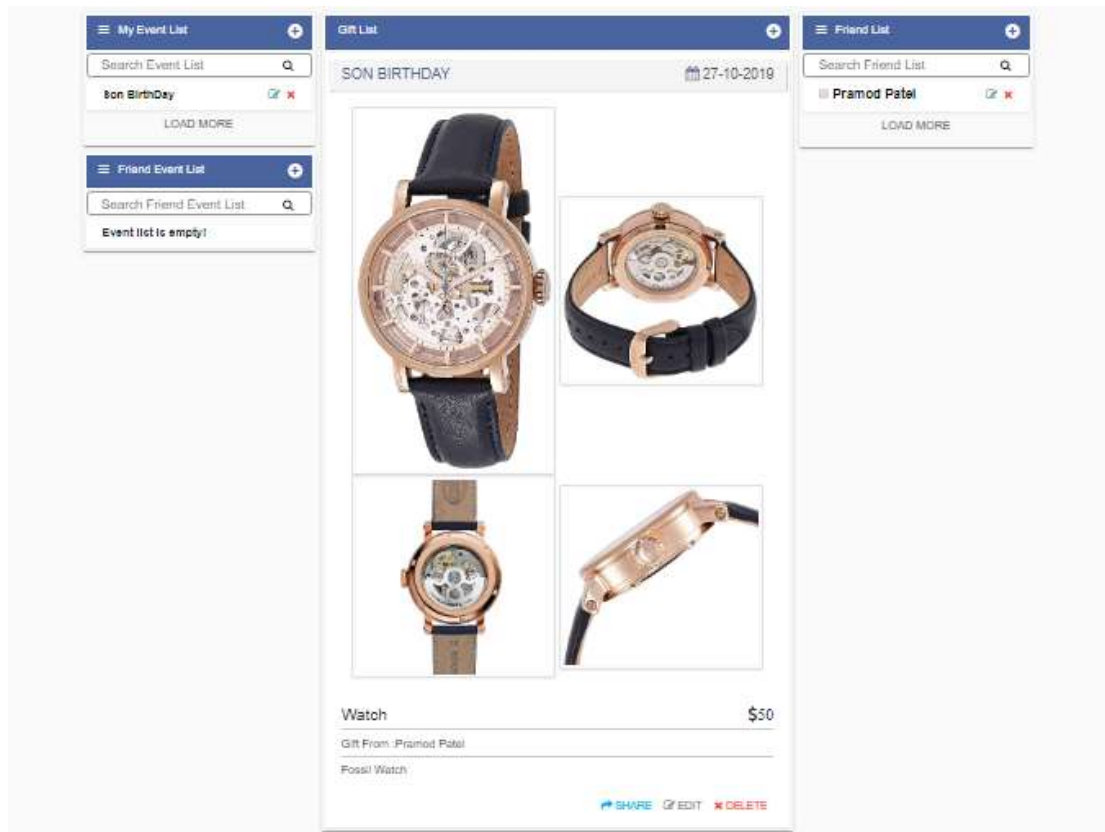 My Event List
Search Event List
Son BirthDay
LOAD MORE
Friend Event List
Search Friend Event List
Event list is empty!
Gift List
SON BIRTHDAY 27-10-2019
Watch $50
Gift From :Pramod Patel
Fossil Watch
SHARE EDIT DELETE
Friend List
Search Friend List
Pramod Patel
LOAD MORE